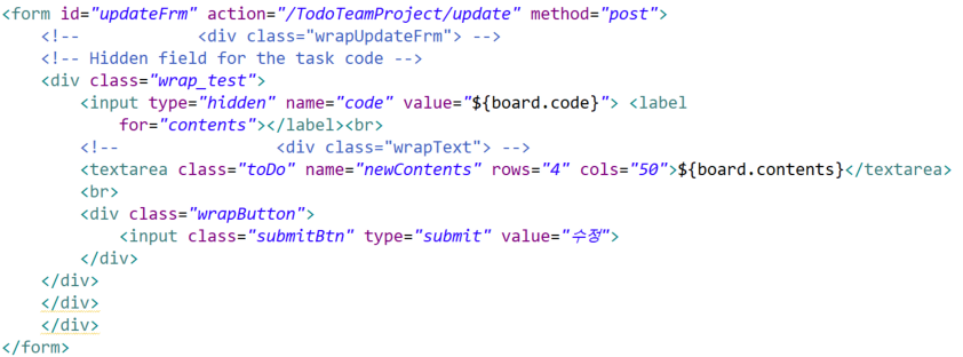 <form id="updateFrm" action="/TodoTeamProject/update" method="post">
    <!--            <div class="wrapUpdateFrm"> -->
    <!-- Hidden field for the task code -->
    <div class="wrap_test">
        <input type="hidden" name="code" value="${board.code}"> <label
            for="contents"></label><br>
        <!--                <div class="wrapText"> -->
        <textarea class="toDo" name="newContents" rows="4" cols="50">${board.contents}</textarea>
        <br>
        <div class="wrapButton">
            <input class="submitBtn" type="submit" value="수정">
        </div>
    </div>
    </div>
    </div>
</form>